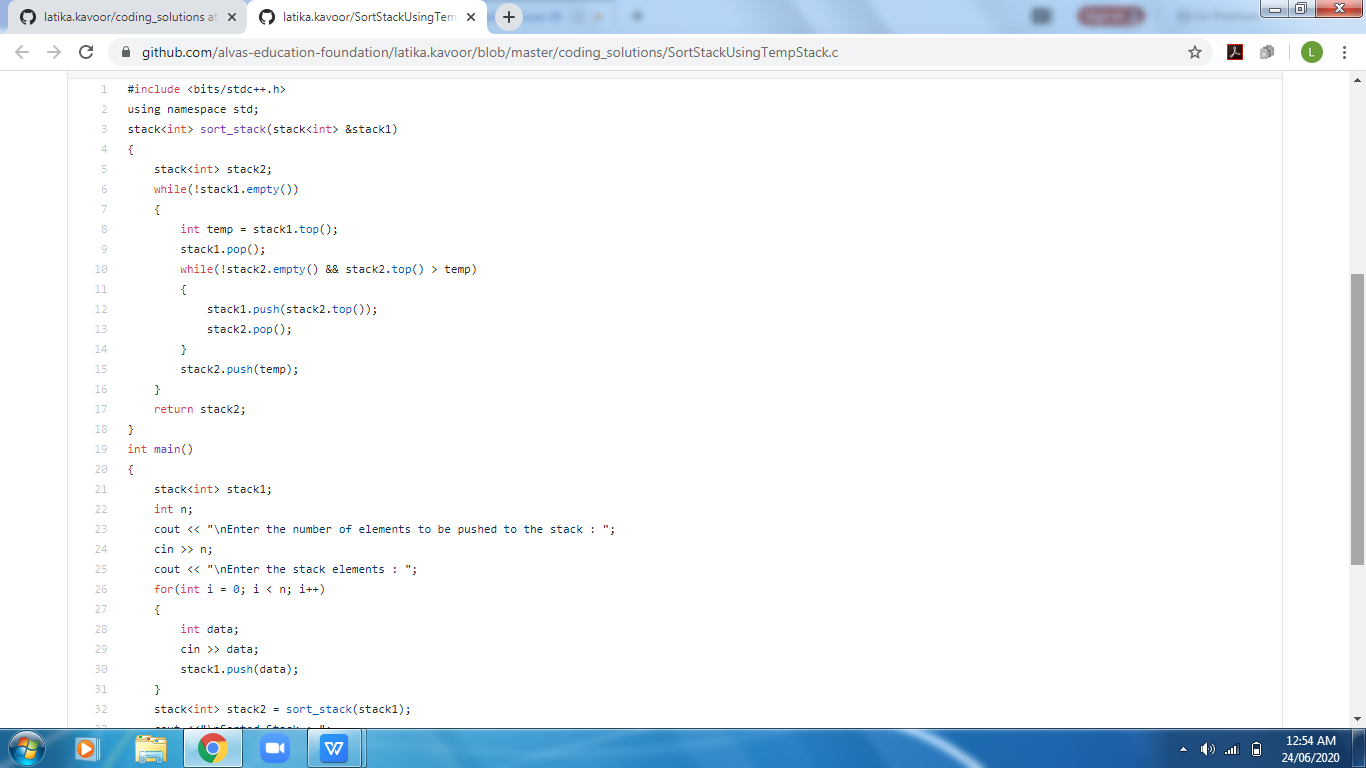 latika.kavoor/coding_solutions at
latika.kavoor/SortStackUsingTem
github.com/alvas-education-foundation/latika.kavoor/blob/master/coding_solutions/SortStackUsingTempStack.c
L
1 #include <bits/stdc++.h>
2 using namespace std;
3 stack<int> sort_stack(stack<int> &stack1)
4 {
5     stack<int> stack2;
6     while(!stack1.empty())
7     {
8         int temp = stack1.top();
9         stack1.pop();
10         while(!stack2.empty() && stack2.top() > temp)
11         {
12             stack1.push(stack2.top());
13             stack2.pop();
14         }
15         stack2.push(temp);
16     }
17     return stack2;
18 }
19 int main()
20 {
21     stack<int> stack1;
22     int n;
23     cout << "\nEnter the number of elements to be pushed to the stack : ";
24     cin >> n;
25     cout << "\nEnter the stack elements : ";
26     for(int i = 0; i < n; i++)
27     {
28         int data;
29         cin >> data;
30         stack1.push(data);
31     }
32     stack<int> stack2 = sort_stack(stack1);
33     cout <<"\nSorted Stack : ";
12:54 AM
24/06/2020